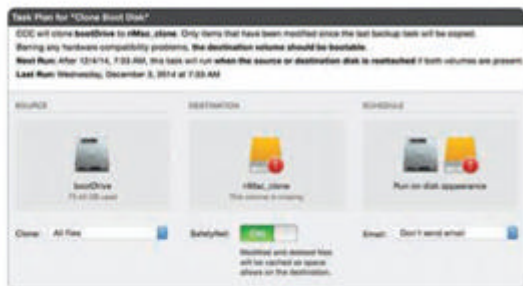 Task Plan for "Clone Boot Disk"
CCC will clone bootDrive to rMac_clone. Only items that have been modified since the last backup task will be copied.
Barring any hardware compatibility problems, the destination volume should be bootable.
Next Run: After 12/4/14, 7:03 AM, this task will run when the source or destination disk is reattached if both volumes are present
Last Run: Wednesday, December 3, 2014 at 7:03 AM
SOURCE
DESTINATION
SCHEDULE
bootDrive
GB used
rMac_clone
This volume is missing
Run on disk appearance
Clone:
All files
SafetyNet:
ON
Email:
Don't send email
Modified and deleted files
will be cached as space
allows on the destination.